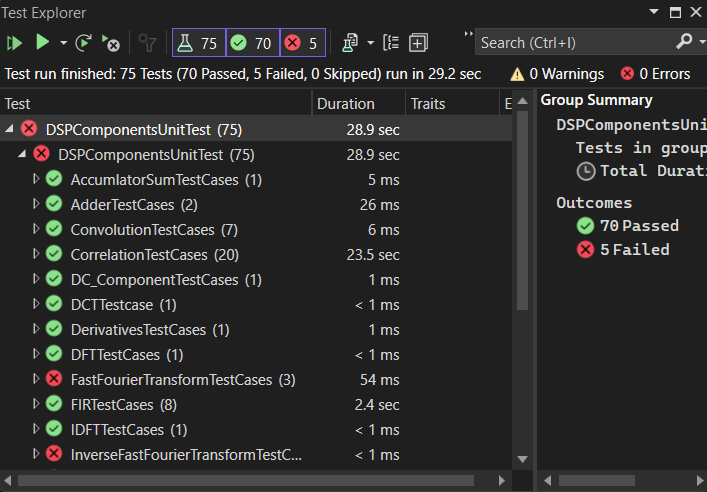 Test Explorer
75 70 5
Search (Ctrl+I)
Test run finished: 75 Tests (70 Passed, 5 Failed, 0 Skipped) run in 29.2 sec 0 Warnings 0 Errors
Test Duration Traits E
Group Summary
DSPComponentsUnitTest (75) 28.9 sec
DSPComponentsUni
DSPComponentsUnitTest (75) 28.9 sec
Tests in group
AccumlatorSumTestCases (1) 5 ms
Total Durati
AdderTestCases (2) 26 ms
Outcomes
ConvolutionTestCases (7) 6 ms
70 Passed
CorrelationTestCases (20) 23.5 sec
5 Failed
DC_ComponentTestCases (1) 1 ms
DCTTestcase (1) < 1 ms
DerivativesTestCases (1) 1 ms
DFTTestCases (1) < 1 ms
FastFourierTransformTestCases (3) 54 ms
FIRTestCases (8) 2.4 sec
IDFTTestCases (1) < 1 ms
InverseFastFourierTransformTestC... < 1 ms